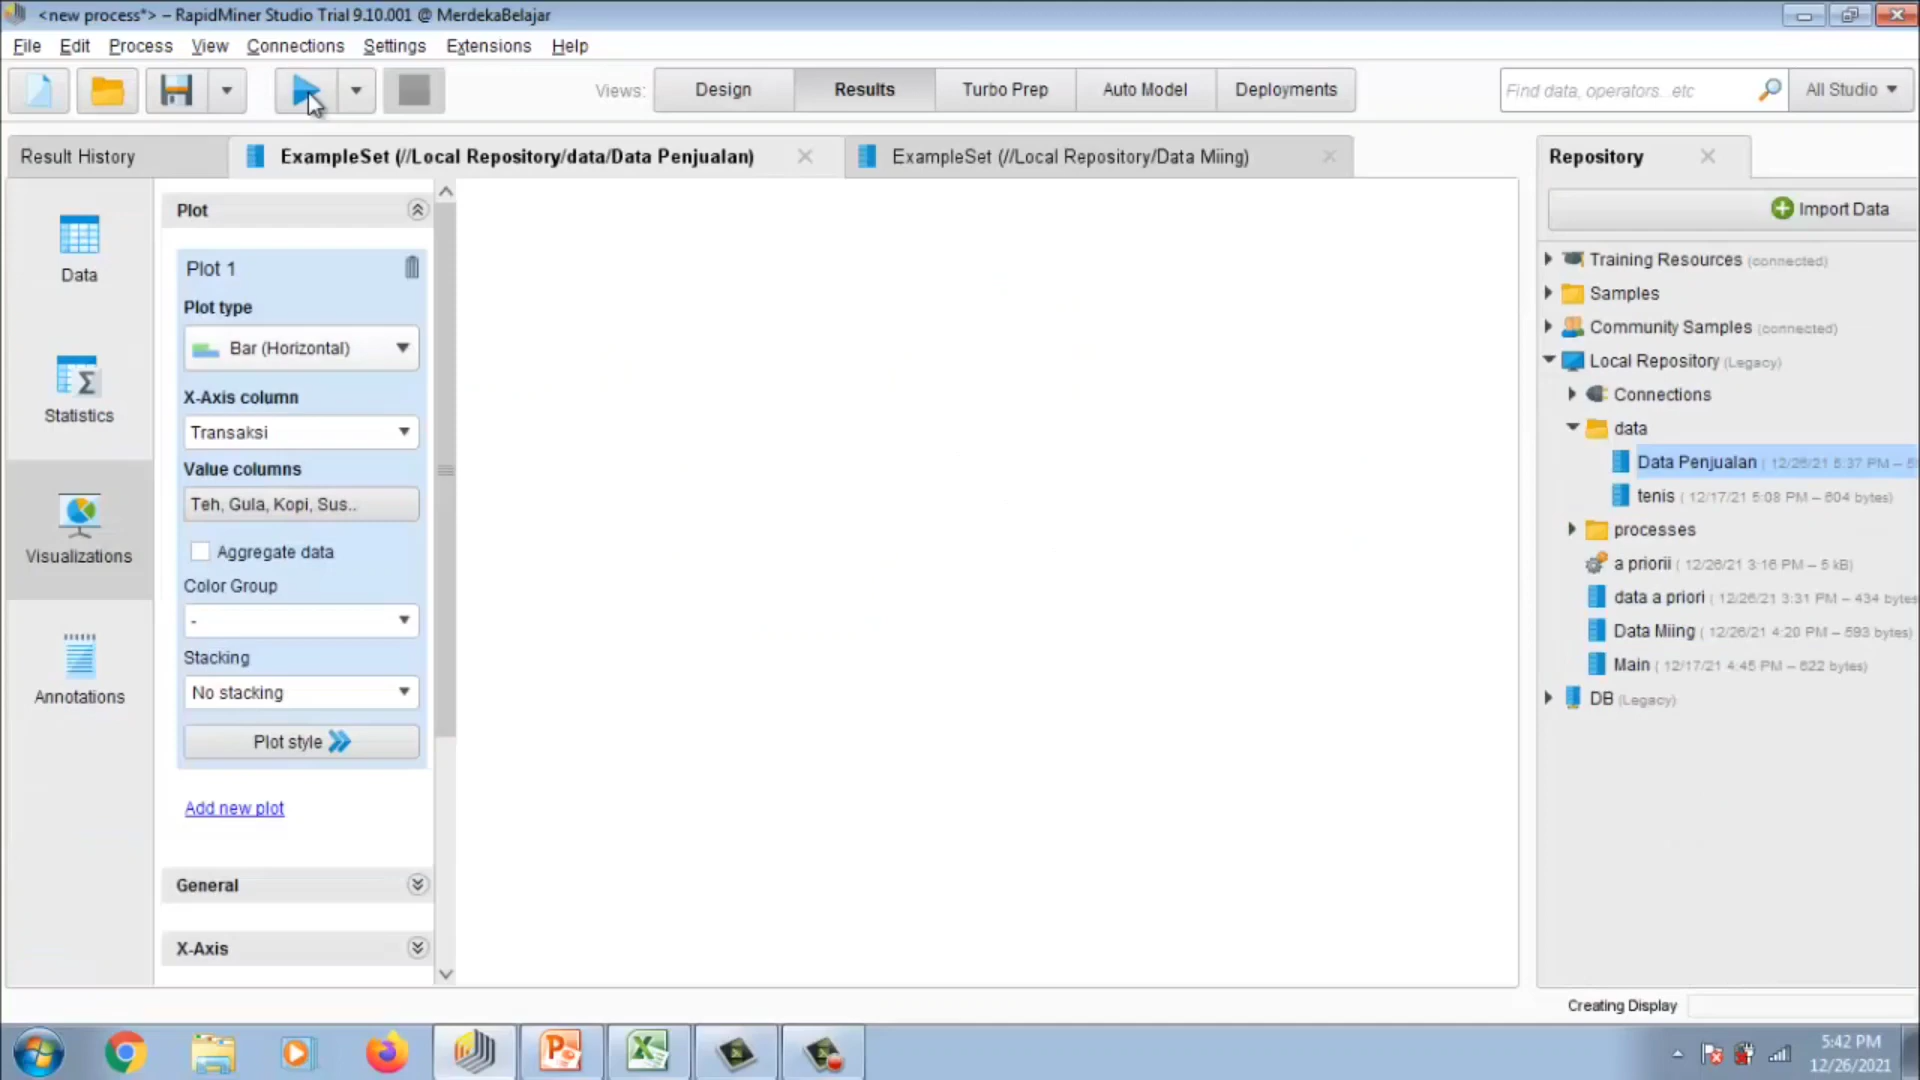 <new process*> – RapidMiner Studio Trial 9.10.001 @ MerdekaBelajar
File Edit Process View Connections Settings Extensions Help
Views: Design Results Turbo Prep Auto Model Deployments
Find data, operators...etc All Studio
Result History
ExampleSet (//Local Repository/data/Data Penjualan)
ExampleSet (//Local Repository/Data Miing)
Repository
Data
Statistics
Visualizations
Annotations
Plot
Plot 1
Plot type
Bar (Horizontal)
X-Axis column
Transaksi
Value columns
Teh, Gula, Kopi, Sus..
Aggregate data
Color Group
-
Stacking
No stacking
Plot style
Add new plot
General
X-Axis
Import Data
Training Resources (connected)
Samples
Community Samples (connected)
Local Repository (Legacy)
Connections
data
Data Penjualan ( 12/26/21 5:37 PM –
tenis ( 12/17/21 5:08 PM – 604 bytes)
processes
a priorii ( 12/26/21 3:16 PM – 5 kB)
data a priori ( 12/26/21 3:31 PM – 434 bytes
Data Miing ( 12/26/21 4:20 PM – 593 bytes)
Main ( 12/17/21 4:45 PM – 622 bytes)
DB (Legacy)
Creating Display
5:42 PM
12/26/2021